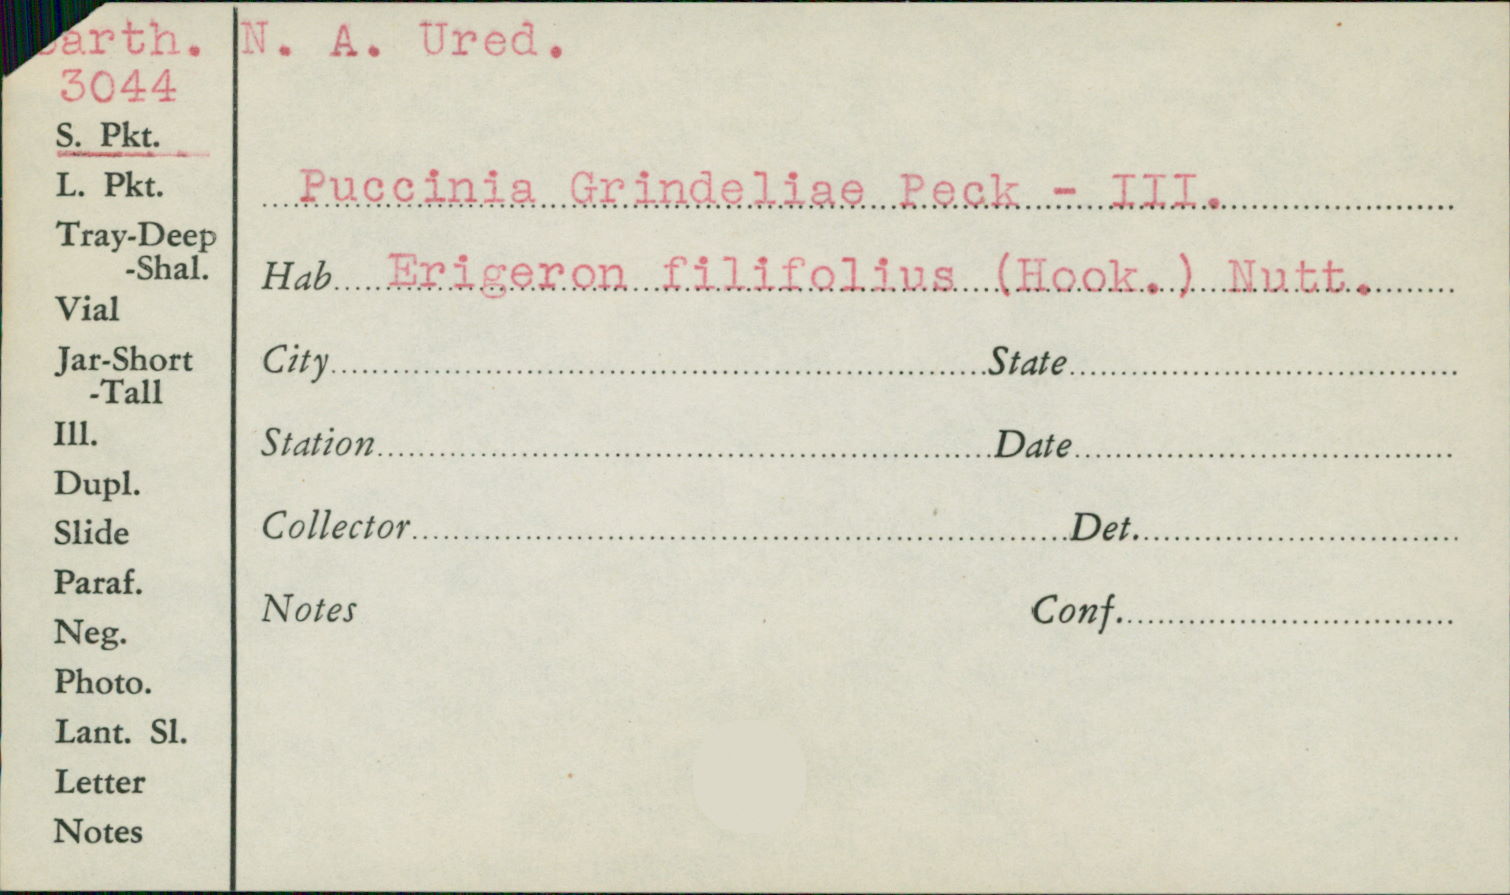 Barth. N. A. Ured.
3044
S. Pkt.
L. Pkt.
Tray-Deep
-Shal.
Vial
Jar-Short
-Tall
Ill.
Dupl.
Slide
Paraf.
Neg.
Photo.
Lant. Sl.
Letter
Notes
Puccinia Grindeliae Peck - III.
Hab. Erigeron filifolius (Hook.) Nutt.
City State
Station Date
Collector Det.
Notes Conf.